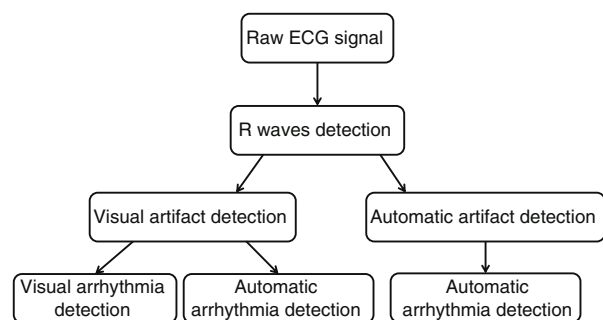 Raw ECG signal
R waves detection
Visual artifact detection
Automatic artifact detection
Visual arrhythmia
detection
Automatic
arrhythmia detection
Automatic
arrhythmia detection